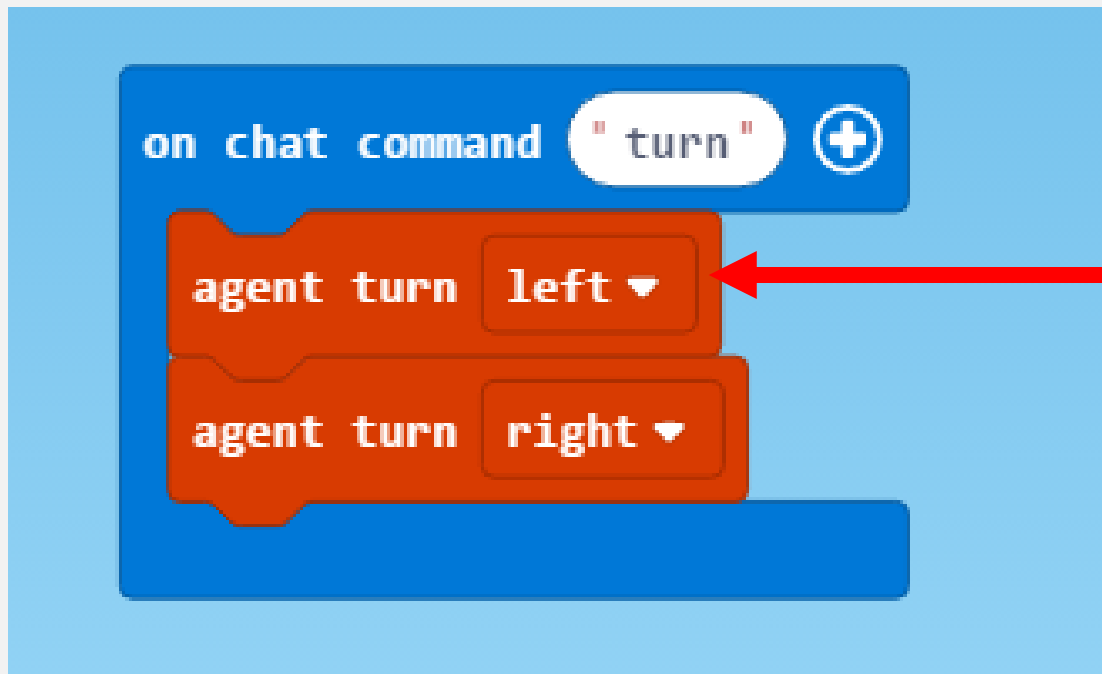 on chat command "turn"
agent turn left
agent turn right